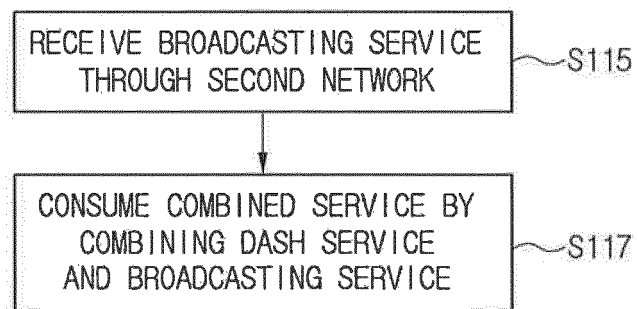 RECEIVE BROADCASTING SERVICE
THROUGH SECOND NETWORK
S115
CONSUME COMBINED SERVICE BY
COMBINING DASH SERVICE
AND BROADCASTING SERVICE
S117